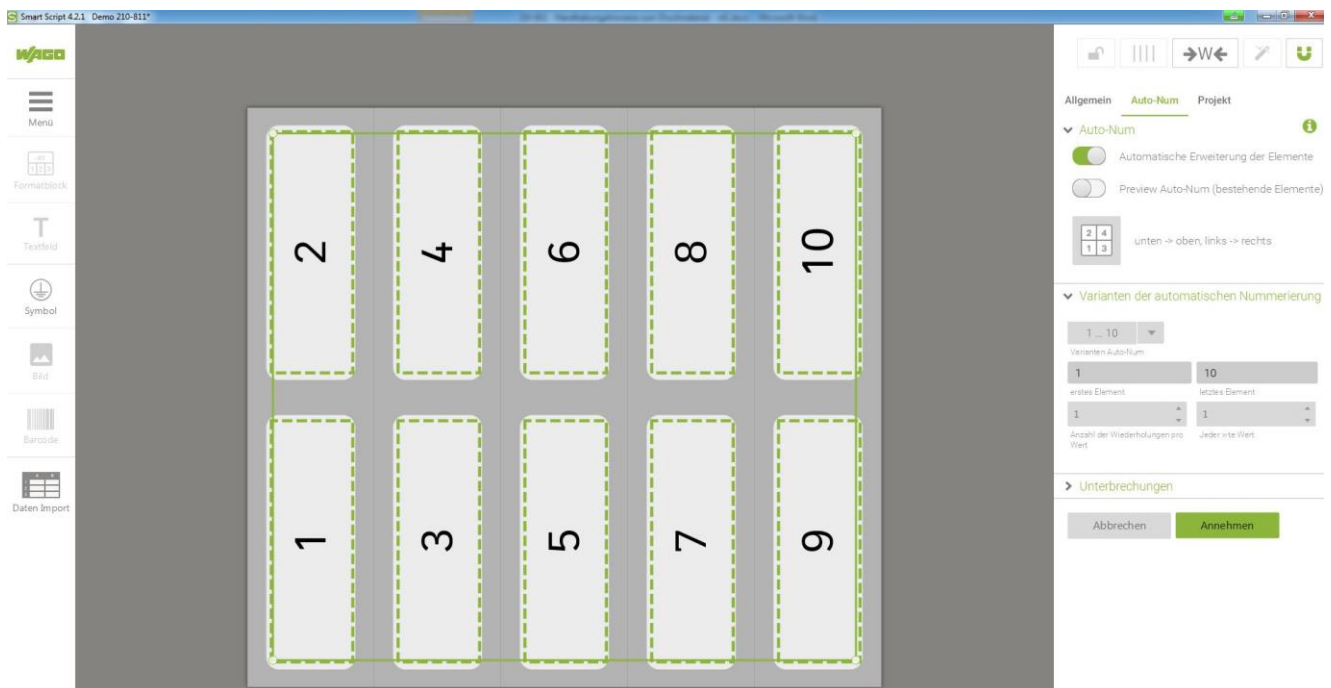 Smart Script 4.2.1 Demo 210-811*
WAGO
Menü
Formatblock
Textfeld
Symbol
Bild
Barcode
Daten Import
2 4 6 8 10
1 3 5 7 9
W
Allgemein Auto-Num Projekt
Auto-Num
Automatische Erweiterung der Elemente
Preview Auto-Num (bestehende Elemente)
2 4
1 3
unten -> oben, links -> rechts
Varianten der automatischen Nummerierung
1 ... 10
Varianten Auto-Num
1 10
erstes Element letztes Element
1 1
Anzahl der Wiederholungen pro Jeder x-te Wert
Wert
Unterbrechungen
Abbrechen Annehmen